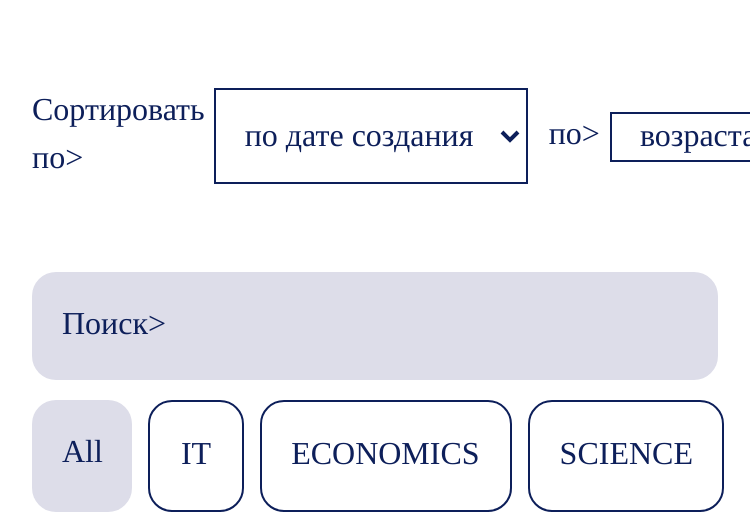 Сортировать
по>
по дате создания
по>
возраста
Поиск>
All
IT
ECONOMICS
SCIENCE